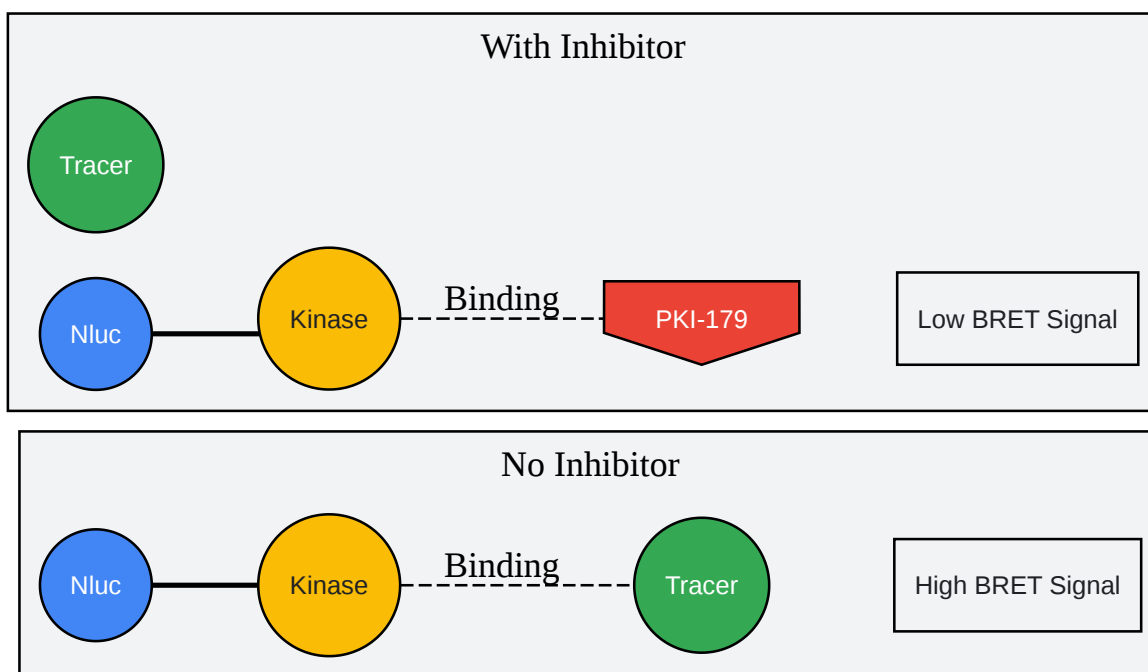 With Inhibitor
Tracer
Nluc
Kinase
Binding
PKI-179
Low BRET Signal
No Inhibitor
Nluc
Kinase
Binding
Tracer
High BRET Signal